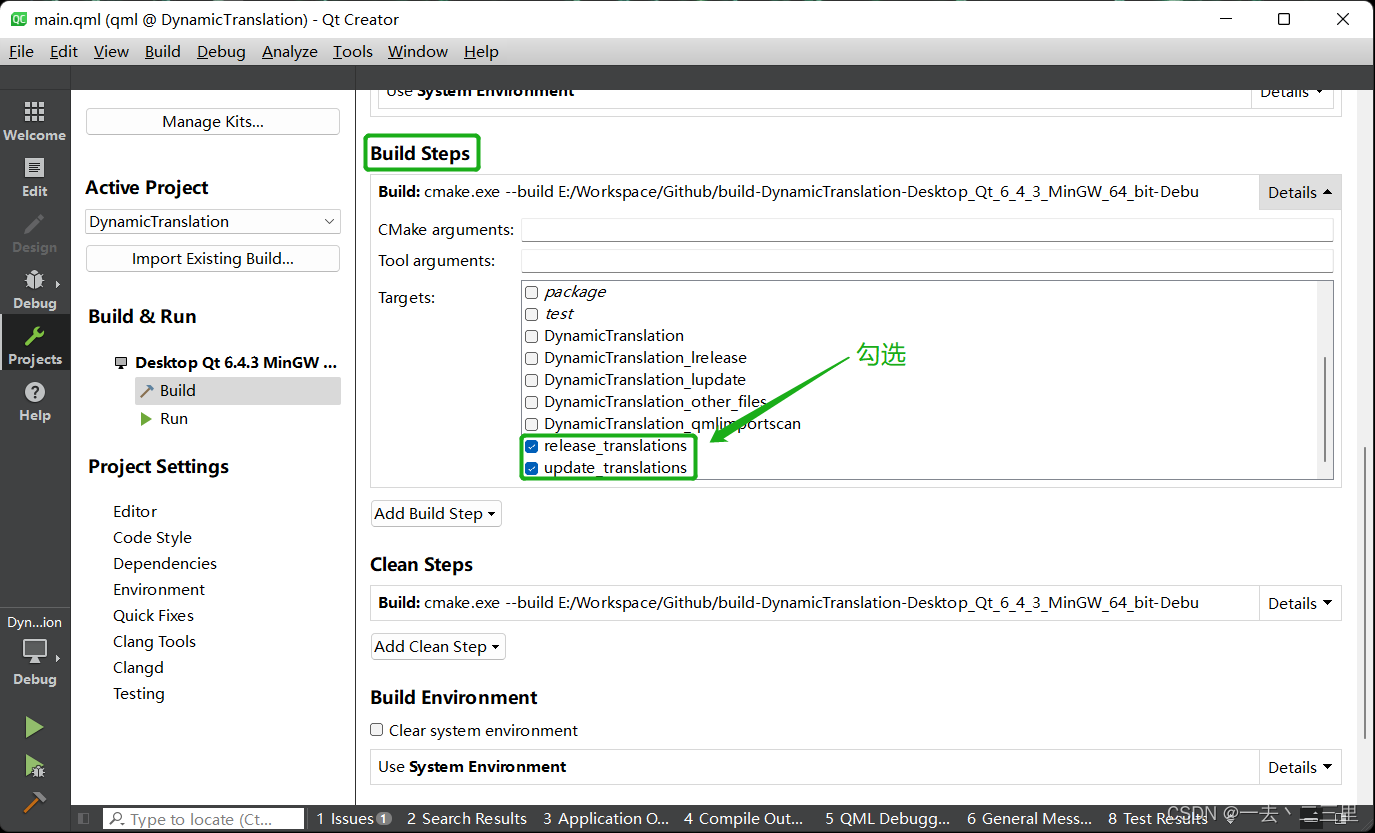 main.qml (qml @ DynamicTranslation) - Qt Creator
File Edit View Build Debug Analyze Tools Window Help
Welcome
Edit
Design
Debug
Projects
Help
Dyn...ion
Debug
Manage Kits...
Active Project
DynamicTranslation
Import Existing Build...
Build & Run
Desktop Qt 6.4.3 MinGW ...
Build
Run
Project Settings
Editor
Code Style
Dependencies
Environment
Quick Fixes
Clang Tools
Clangd
Testing
Use System Environment Details
Build Steps
Build: cmake.exe --build E:/Workspace/Github/build-DynamicTranslation-Desktop_Qt_6_4_3_MinGW_64_bit-Debu Details
CMake arguments:
Tool arguments:
Targets:
package
test
DynamicTranslation
DynamicTranslation_lrelease
DynamicTranslation_lupdate
DynamicTranslation_other_files
DynamicTranslation_qmlimportscan
release_translations
update_translations
勾选
Add Build Step
Clean Steps
Build: cmake.exe --build E:/Workspace/Github/build-DynamicTranslation-Desktop_Qt_6_4_3_MinGW_64_bit-Debu Details
Add Clean Step
Build Environment
Clear system environment
Use System Environment Details
Type to locate (Ct... 1 Issues 1 2 Search Results 3 Application O... 4 Compile Out... 5 QML Debugg... 6 General Mess... 8 Test Results
CSDN @一去丶二三里